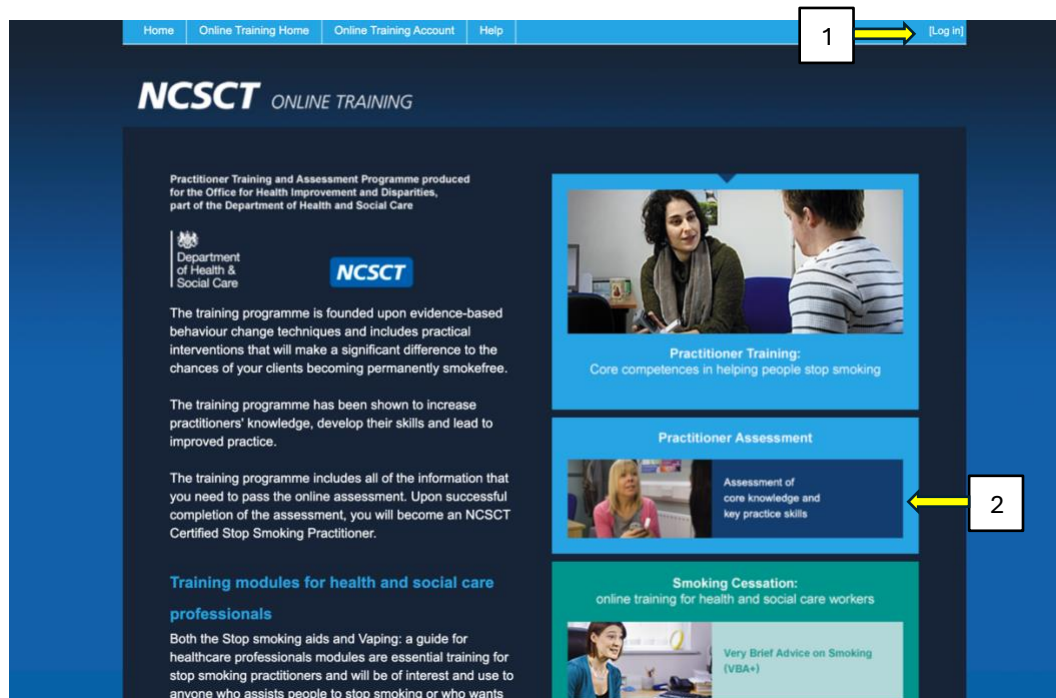 Home Online Training Home Online Training Account Help
1
[Log in]
NCSCT ONLINE TRAINING
Practitioner Training and Assessment Programme produced
for the Office for Health Improvement and Disparities,
part of the Department of Health and Social Care
Department
of Health &
Social Care
NCSCT
The training programme is founded upon evidence-based
behaviour change techniques and includes practical
interventions that will make a significant difference to the
chances of your clients becoming permanently smokefree.
The training programme has been shown to increase
practitioners' knowledge, develop their skills and lead to
improved practice.
The training programme includes all of the information that
you need to pass the online assessment. Upon successful
completion of the assessment, you will become an NCSCT
Certified Stop Smoking Practitioner.
Training modules for health and social care
professionals
Both the Stop smoking aids and Vaping: a guide for
healthcare professionals modules are essential training for
stop smoking practitioners and will be of interest and use to
anyone who assists people to stop smoking or who wants
Practitioner Training:
Core competences in helping people stop smoking
Practitioner Assessment
Assessment of
core knowledge and
key practice skills
2
Smoking Cessation:
online training for health and social care workers
Very Brief Advice on Smoking
(VBA+)